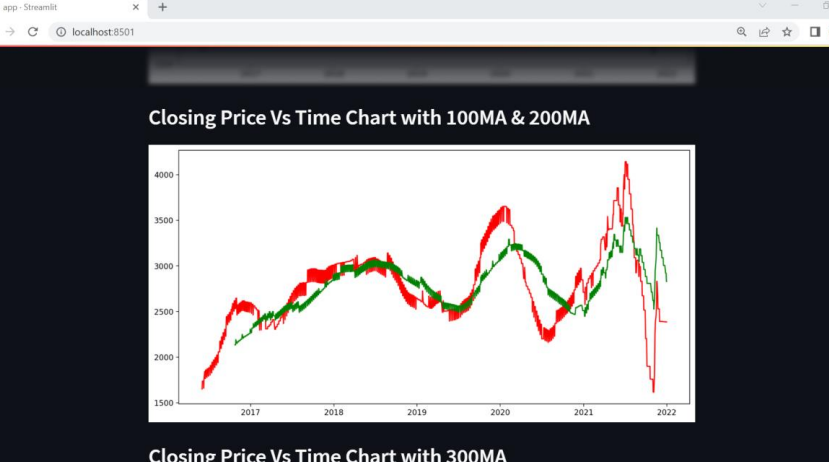 app · Streamlit
localhost:8501
Closing Price Vs Time Chart with 100MA & 200MA
4000
3500
3000
2500
2000
1500
2017 2018 2019 2020 2021 2022
Closing Price Vs Time Chart with 300MA